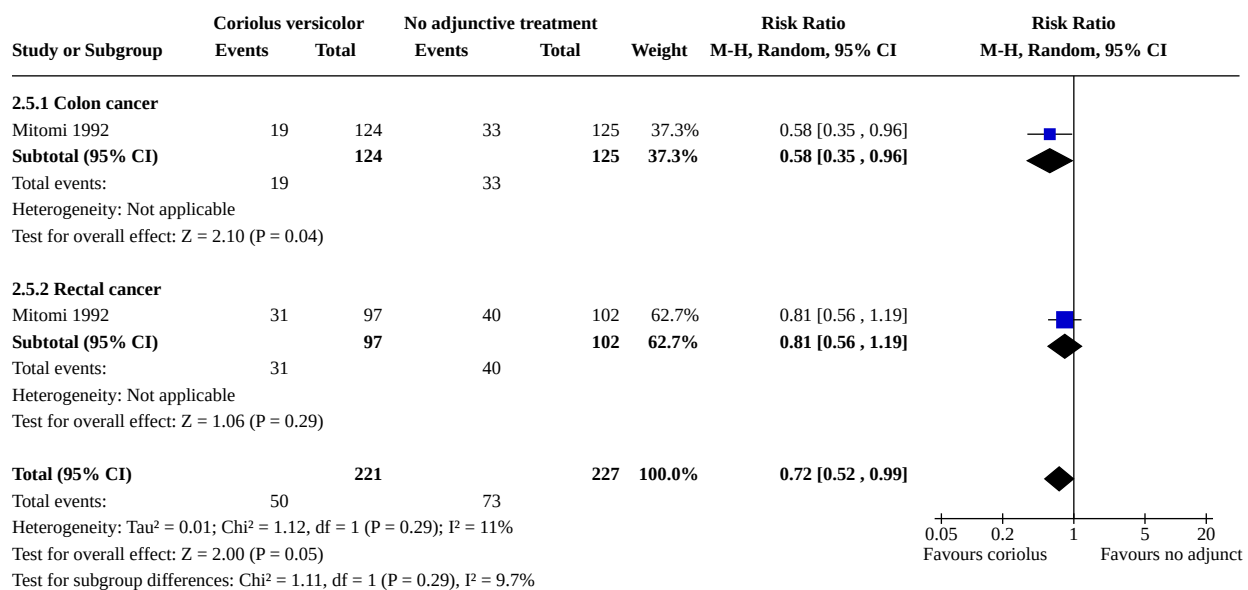 Coriolus versicolor No adjunctive treatment Risk Ratio Risk Ratio
Study or Subgroup Events Total Events Total Weight M-H, Random, 95% CI M-H, Random, 95% CI
2.5.1 Colon cancer
Mitomi 1992 19 124 33 125 37.3% 0.58 [0.35 , 0.96]
Subtotal (95% CI) 124 125 37.3% 0.58 [0.35 , 0.96]
Total events: 19 33
Heterogeneity: Not applicable
Test for overall effect: Z = 2.10 (P = 0.04)
2.5.2 Rectal cancer
Mitomi 1992 31 97 40 102 62.7% 0.81 [0.56 , 1.19]
Subtotal (95% CI) 97 102 62.7% 0.81 [0.56 , 1.19]
Total events: 31 40
Heterogeneity: Not applicable
Test for overall effect: Z = 1.06 (P = 0.29)
Total (95% CI) 221 227 100.0% 0.72 [0.52 , 0.99]
Total events: 50 73
Heterogeneity: Tau² = 0.01; Chi² = 1.12, df = 1 (P = 0.29); I² = 11%
Test for overall effect: Z = 2.00 (P = 0.05)
Test for subgroup differences: Chi² = 1.11, df = 1 (P = 0.29), I² = 9.7%
0.05 0.2 1 5 20
Favours coriolus Favours no adjunct